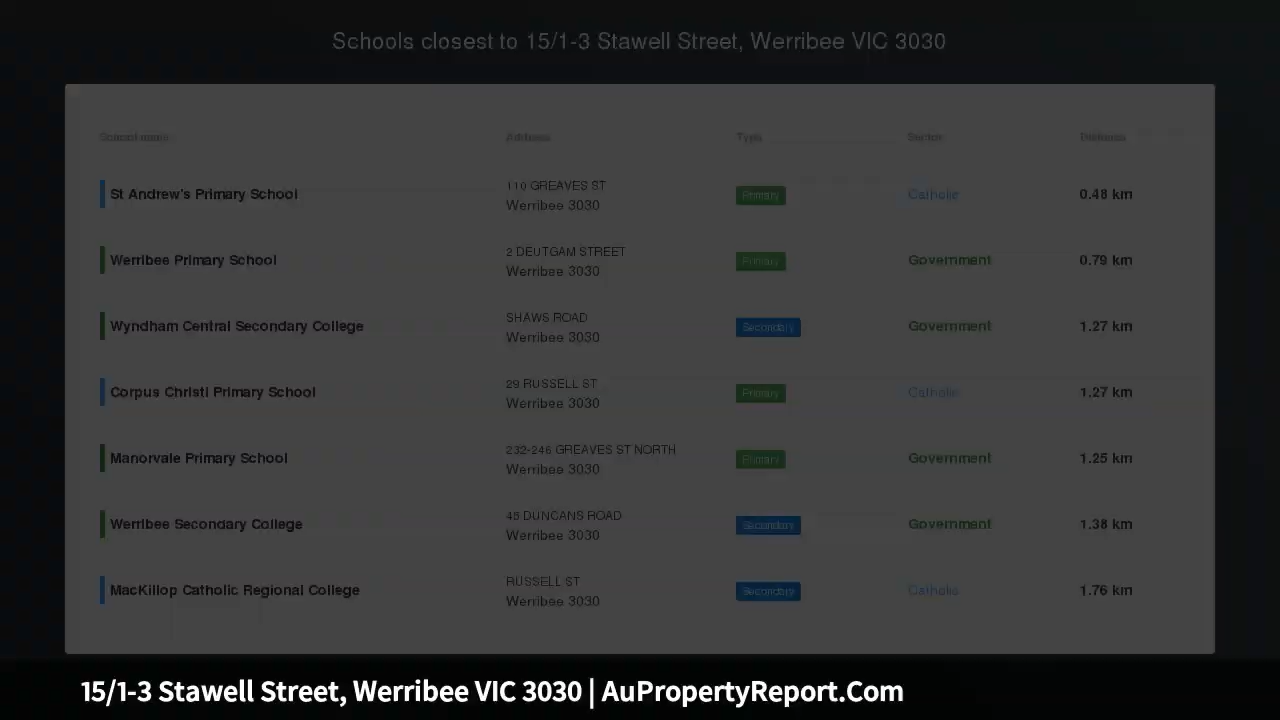 Schools closest to 15/1-3 Stawell Street, Werribee VIC 3030
School name Address Type Sector Distance
St Andrew's Primary School 110 GREAVES ST Werribee 3030 Primary Catholic 0.48 km
Werribee Primary School 2 DEUTGAM STREET Werribee 3030 Primary Government 0.79 km
Wyndham Central Secondary College SHAWS ROAD Werribee 3030 Secondary Government 1.27 km
Corpus Christi Primary School 29 RUSSELL ST Werribee 3030 Primary Catholic 1.27 km
Manorvale Primary School 232-246 GREAVES ST NORTH Werribee 3030 Primary Government 1.25 km
Werribee Secondary College 45 DUNCANS ROAD Werribee 3030 Secondary Government 1.38 km
MacKillop Catholic Regional College RUSSELL ST Werribee 3030 Secondary Catholic 1.76 km
15/1-3 Stawell Street, Werribee VIC 3030 | AuPropertyReport.Com